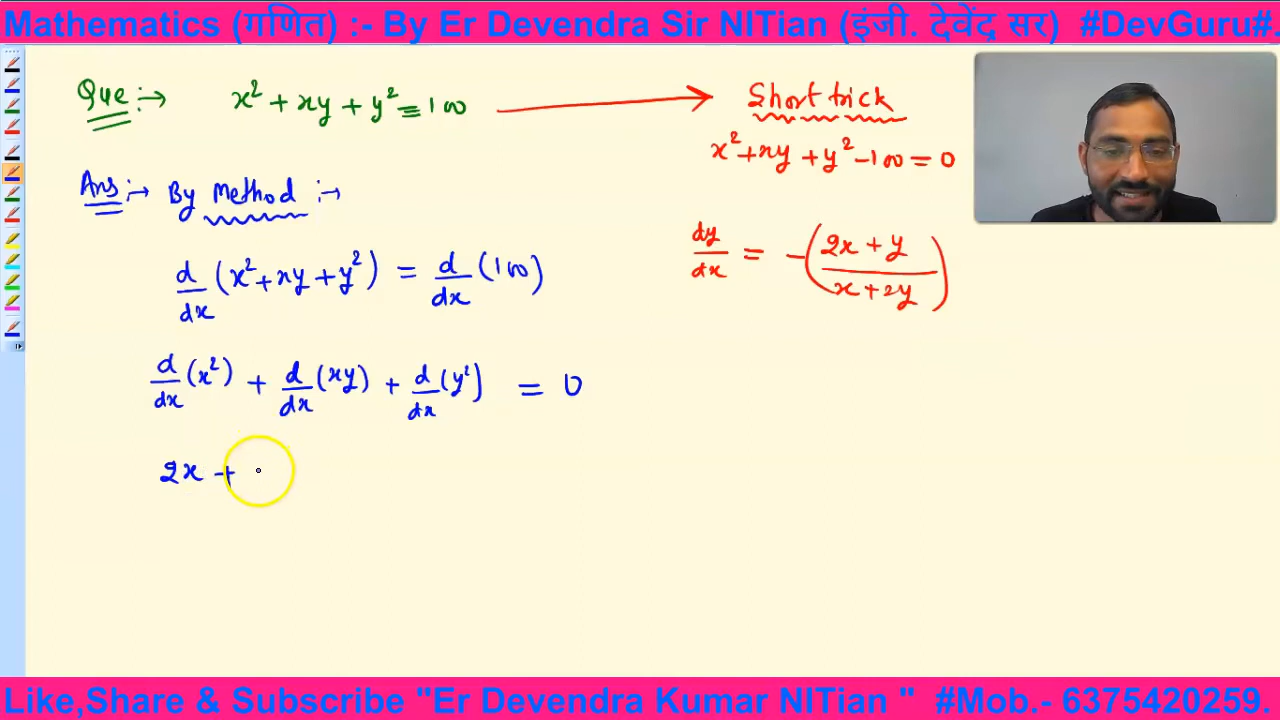 Mathematics (गणित) :- By Er Devendra Sir NITian (इंजी. देवेंद्र सर) #DevGuru#.
Que :→ x² + xy + y² = 100
Short trick
x² + xy + y² - 100 = 0
dy/dx = -((2x + y)/(x + 2y))
Ans :→ By Method :→
d/dx (x² + xy + y²) = d/dx (100)
d/dx (x²) + d/dx (xy) + d/dx (y²) = 0
2x +
Like,Share & Subscribe "Er Devendra Kumar NITian " #Mob.- 6375420259.